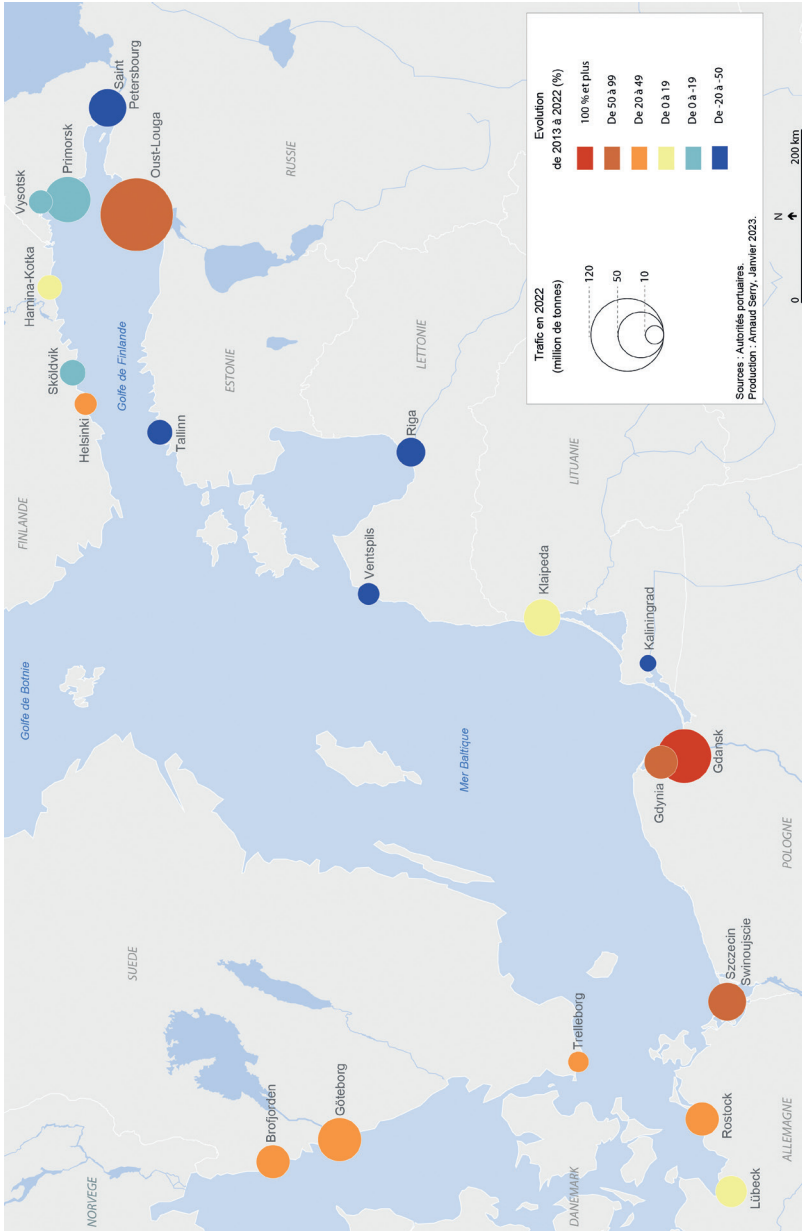 NORVEGE
SUEDE
FINLANDE
RUSSIE
ESTONIE
LETTONIE
LITUANIE
POLOGNE
ALLEMAGNE
DANEMARK
Golfe de Botnie
Golfe de Finlande
Mer Baltique
Brofjorden
Göteborg
Trelleborg
Lübeck
Rostock
Szczecin
Swinoujscie
Gdynia
Gdansk
Kaliningrad
Klaipeda
Ventspils
Riga
Tallinn
Helsinki
Sköldvik
Hamina-Kotka
Vysotsk
Primorsk
Saint
Petersbourg
Oust-Louga
Trafic en 2022
(million de tonnes)
120
50
10
Evolution
de 2013 à 2022 (%)
100 % et plus
De 50 à 99
De 20 à 49
De 0 à 19
De 0 à -19
De -20 à -50
Sources : Autorités portuaires.
Production : Arnaud Serry, Janvier 2023.
N
0 200 km